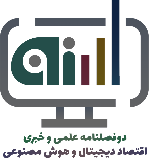 دوفصلنامه علمی و خبری
اقتصاد دیجیتال و هوش مصنوعی